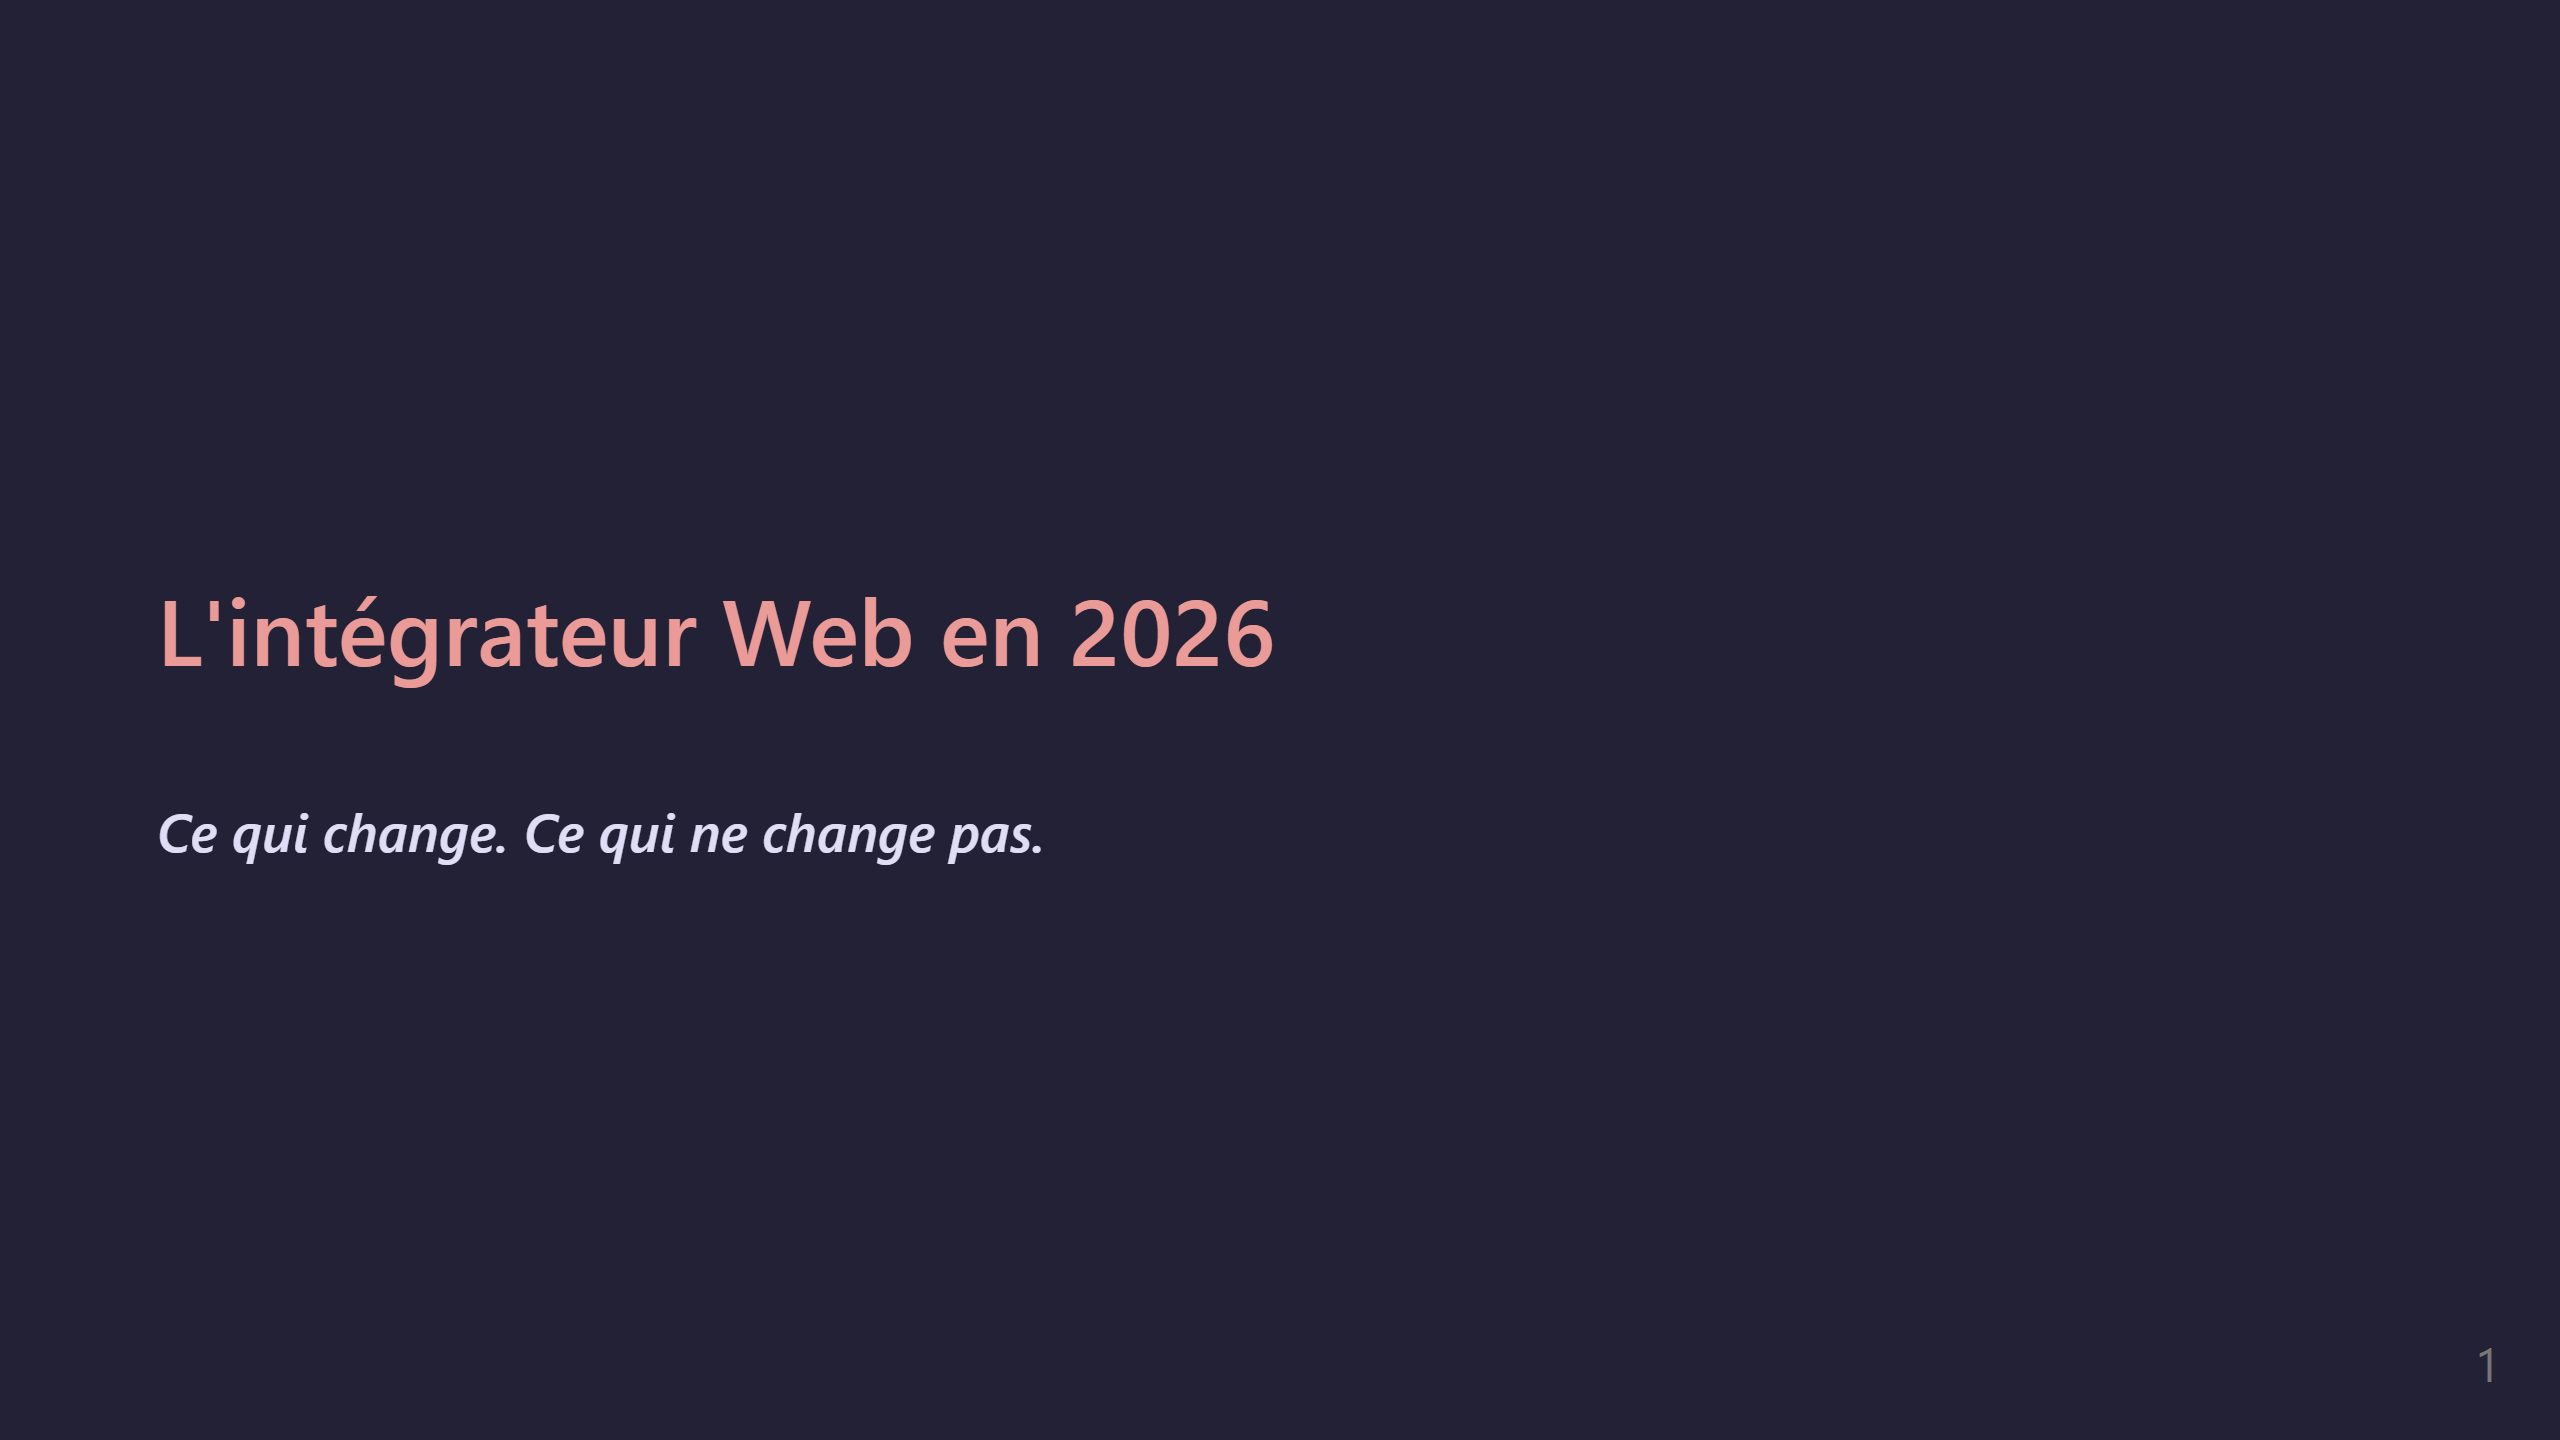 L'intégrateur Web en 2026
Ce qui change. Ce qui ne change pas.
1